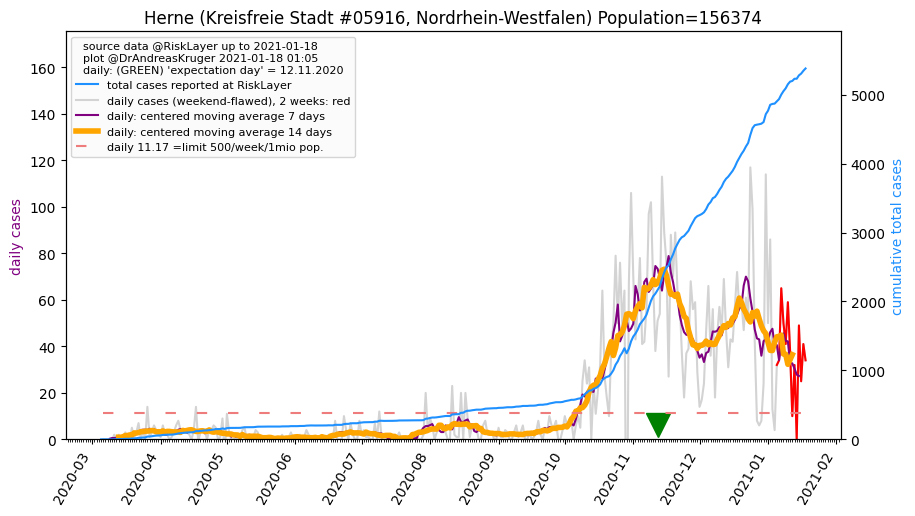 Herne (Kreisfreie Stadt #05916, Nordrhein-Westfalen) Population=156374
source data @RiskLayer up to 2021-01-18
plot @DrAndreasKruger 2021-01-18 01:05
daily: (GREEN) 'expectation day' = 12.11.2020
total cases reported at RiskLayer
daily cases (weekend-flawed), 2 weeks: red
daily: centered moving average 7 days
daily: centered moving average 14 days
daily 11.17 =limit 500/week/1mio pop.
daily cases
160
140
120
100
80
60
40
20
0
cumulative total cases
5000
4000
3000
2000
1000
0
2020-03
2020-04
2020-05
2020-06
2020-07
2020-08
2020-09
2020-10
2020-11
2020-12
2021-01
2021-02